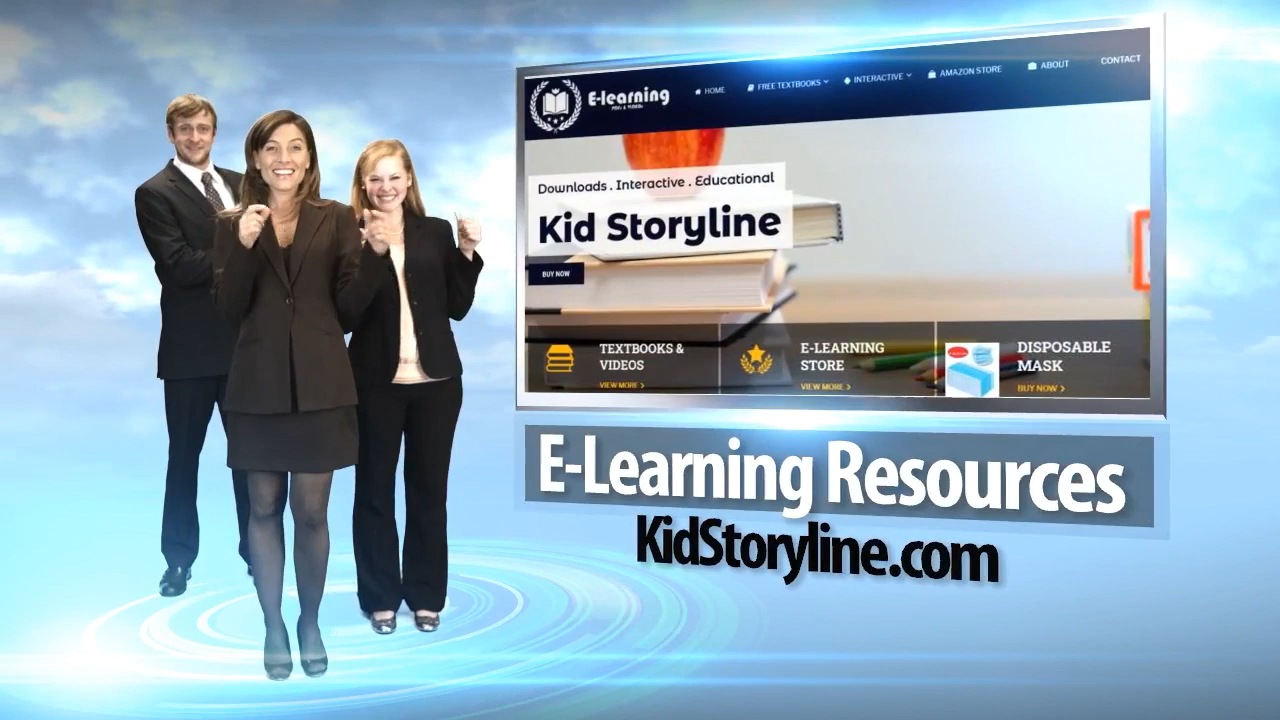 E-learning
HOME
FREE TEXTBOOKS
INTERACTIVE
AMAZON STORE
ABOUT
CONTACT
Downloads . Interactive . Educational
Kid Storyline
BUY NOW
TEXTBOOKS &
VIDEOS
VIEW MORE >
E-LEARNING
STORE
VIEW MORE >
DISPOSABLE
MASK
BUY NOW >
E-Learning Resources
KidStoryline.com